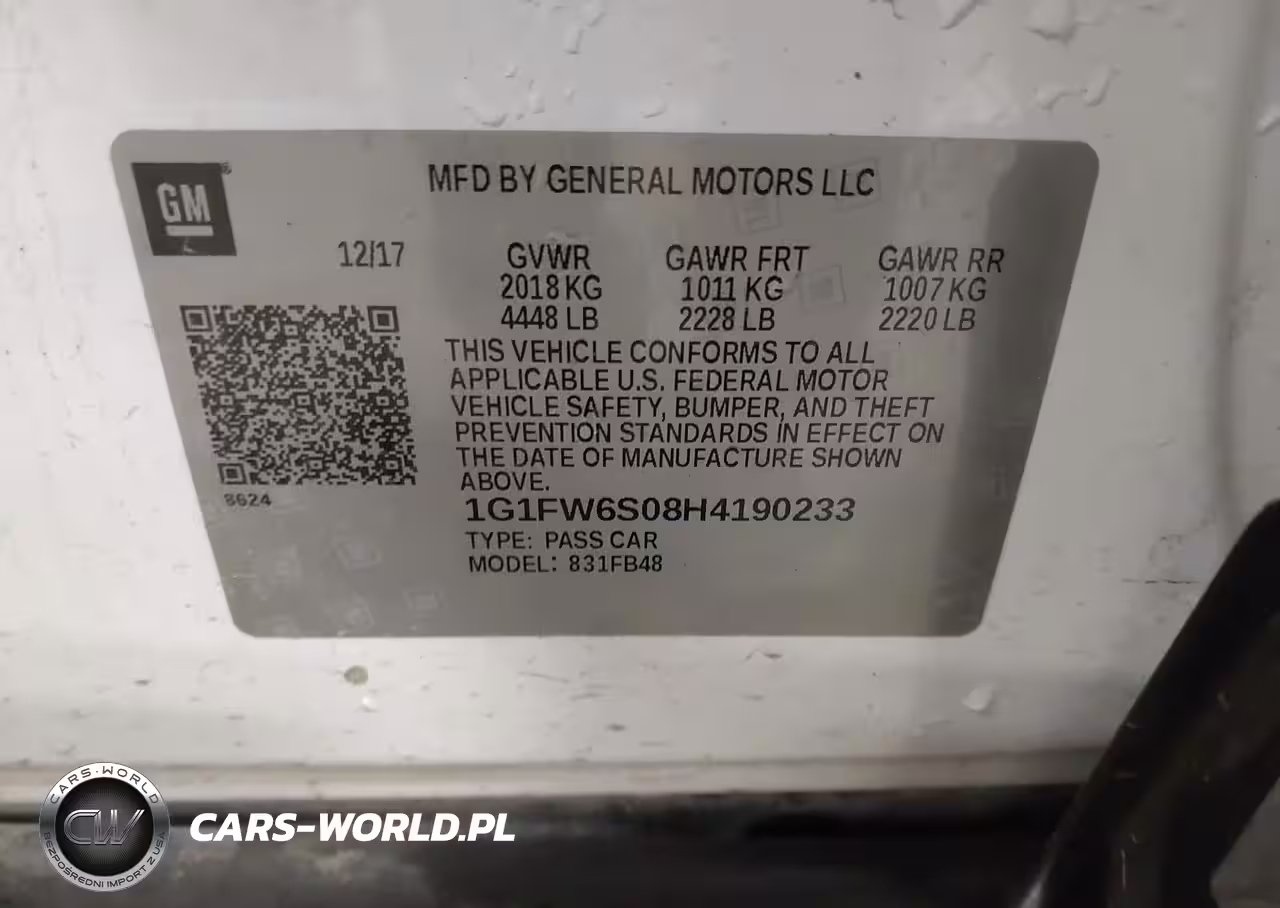 GM
MFD BY GENERAL MOTORS LLC
12/17
GVWR GAWR FRT GAWR RR
2018 KG 1011 KG 1007 KG
4448 LB 2228 LB 2220 LB
THIS VEHICLE CONFORMS TO ALL
APPLICABLE U.S. FEDERAL MOTOR
VEHICLE SAFETY, BUMPER, AND THEFT
PREVENTION STANDARDS IN EFFECT ON
THE DATE OF MANUFACTURE SHOWN
ABOVE.
8624
1G1FW6S08H4190233
TYPE: PASS CAR
MODEL: 831FB48
CARS-WORLD
CW
BEZPOŚREDNI IMPORT Z USA
CARS-WORLD.PL